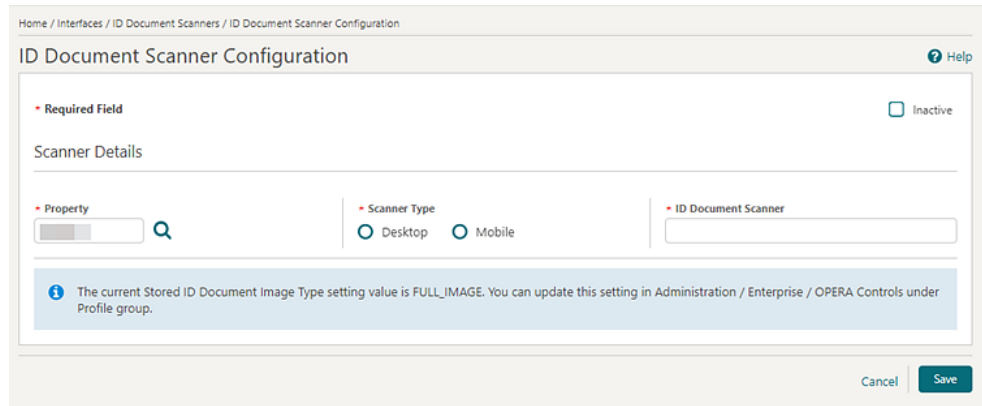 Home / Interfaces / ID Document Scanners / ID Document Scanner Configuration
ID Document Scanner Configuration
Help
* Required Field
Inactive
Scanner Details
* Property
* Scanner Type
* ID Document Scanner
Desktop
Mobile
The current Stored ID Document Image Type setting value is FULL_IMAGE. You can update this setting in Administration / Enterprise / OPERA Controls under
Profile group.
Cancel
Save